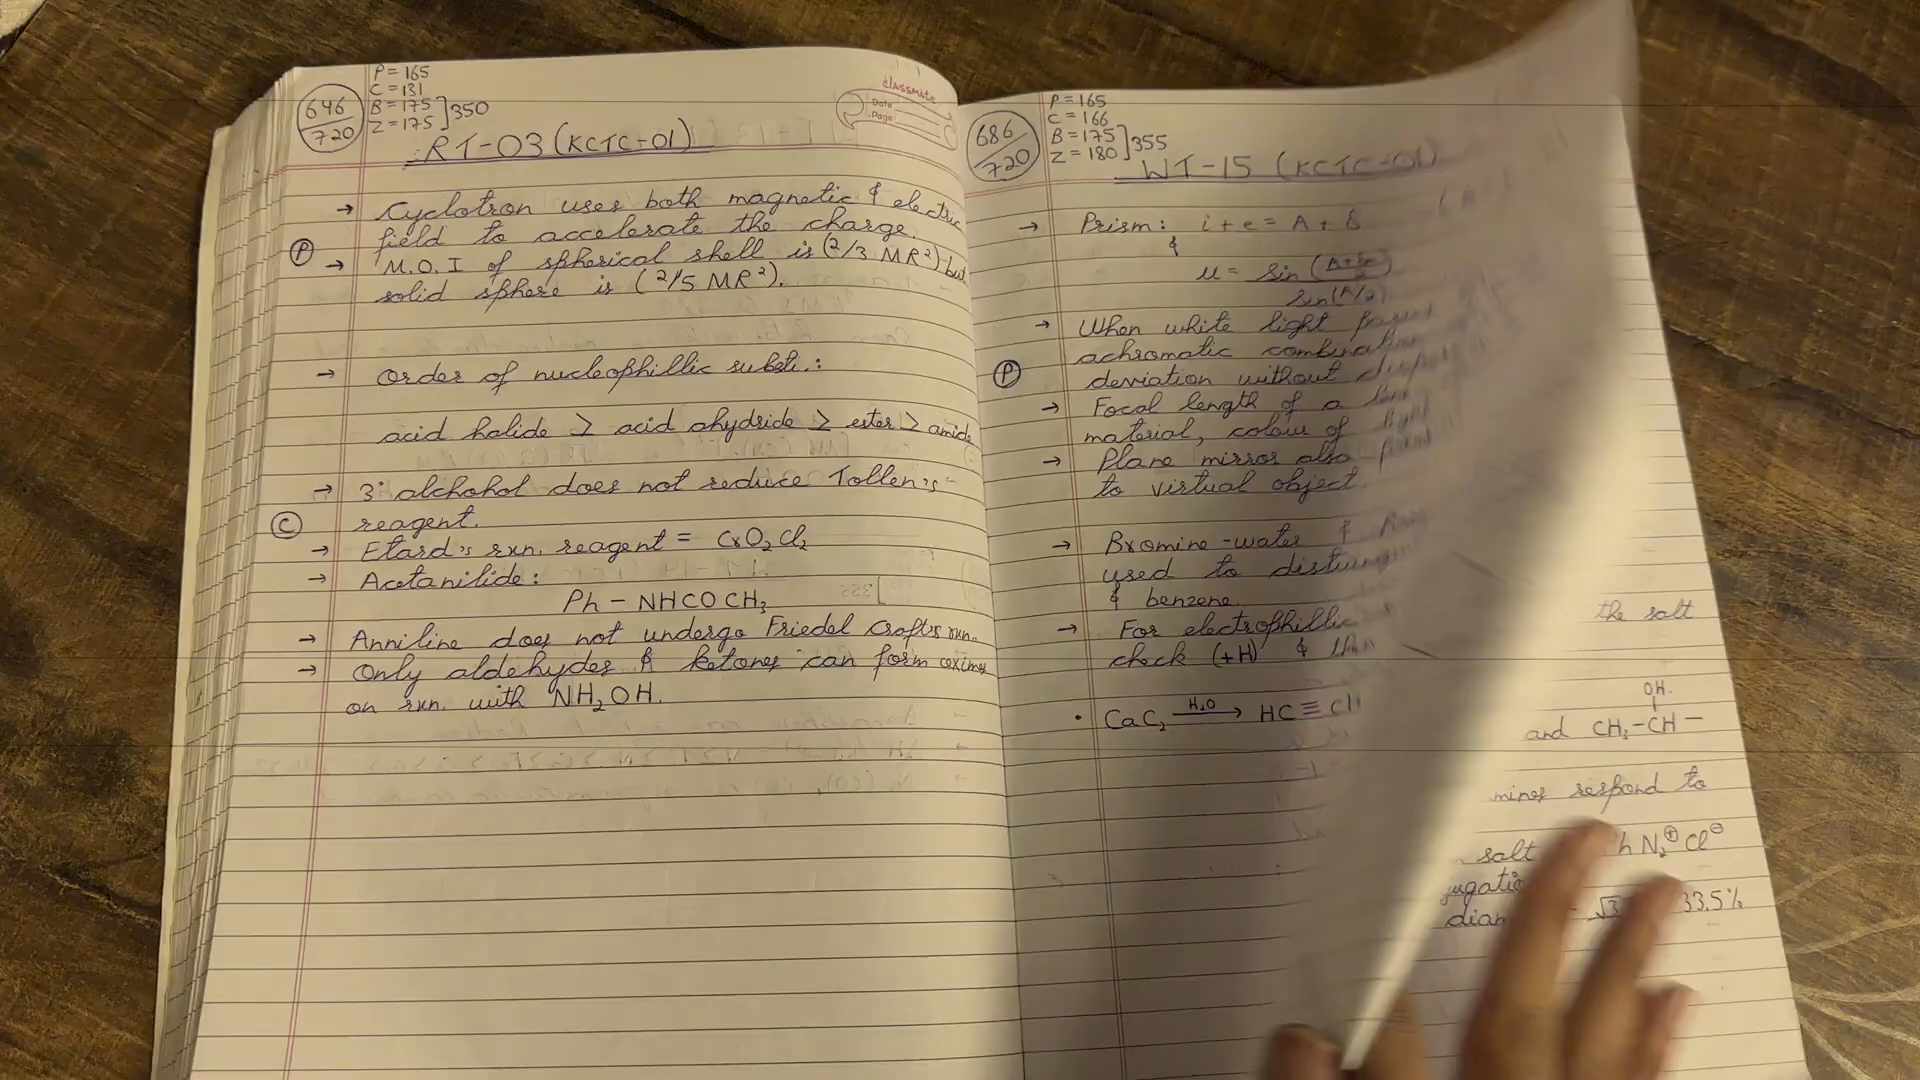 646/720
P = 165
C = 131
B = 175
Z = 175 ] 350
classmate
Date
Page
RT-03 (KCTC-01)
→ Cyclotron uses both magnetic & electric
field to accelerate the charge.
(P)
→ M.O.I of spherical shell is (2/3 MR²) but
solid sphere is (2/5 MR²).
→ Order of nucleophillic substi.:
acid halide > acid ahydride > ester > amide
→ 3° alchohol does not reduce Tollen's
(C) reagent.
→ Etard's rxn. reagent = CrO₂Cl₂
→ Acetanilide:
Ph – NHCOCH₃
→ Anniline does not undergo Friedel Craft's rxn.
→ Only aldehydes & ketones can form oximes
on rxn. with NH₂OH.
686/720
P = 165
C = 166
B = 175
Z = 180 ] 355
WT-15 (KCTC-01)
→ Prism: i + e = A + δ
&
μ = sin
sin(A/2)
→ When white light
achromatic
(P) deviation without
→ Focal length of a
material, colour of
→ Plane mirror also
to virtual object.
→ Bromine-water &
used to
& benzene.
→ For electrophillic
check (+H) &
• CaC₂ H₂O→ HC≡CH
the salt
OH
and CH₃–CH–
respond to
salt N₂⊕Cl⊖
33.5%